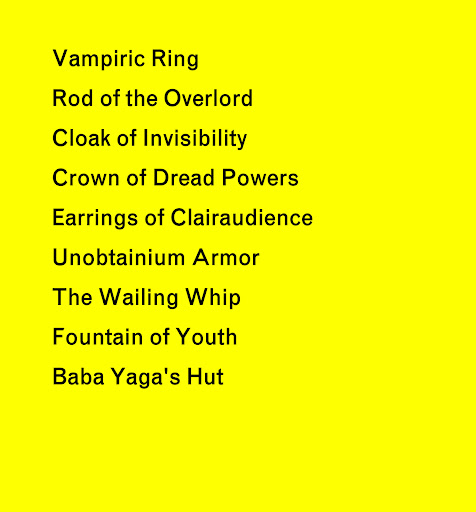 Vampiric Ring
Rod of the Overlord
Cloak of Invisibility
Crown of Dread Powers
Earrings of Clairaudience
Unobtainium Armor
The Wailing Whip
Fountain of Youth
Baba Yaga's Hut